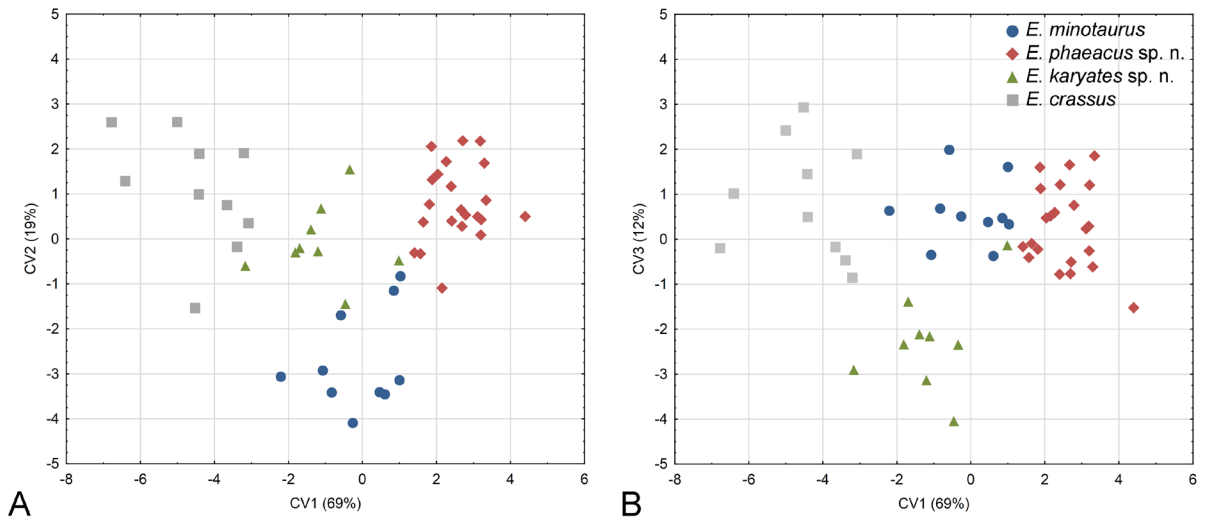 5
4
3
2
1
0
-1
-2
-3
-4
-5
CV2 (19%)
-8 -6 -4 -2 0 2 4 6
CV1 (69%)
A
5
4
3
2
1
0
-1
-2
-3
-4
-5
CV3 (12%)
-8 -6 -4 -2 0 2 4 6
CV1 (69%)
B
E. minotaurus
E. phaeacus sp. n.
E. karyates sp. n.
E. crassus